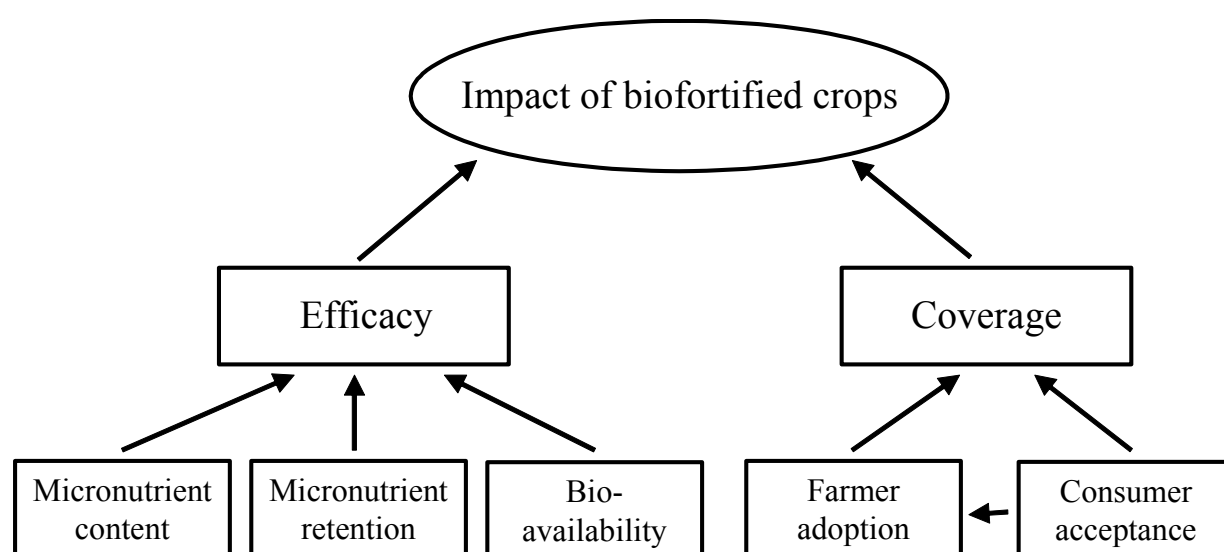 Impact of biofortified crops
Efficacy
Coverage
Micronutrient
content
Micronutrient
retention
Bio-
availability
Farmer
adoption
Consumer
acceptance